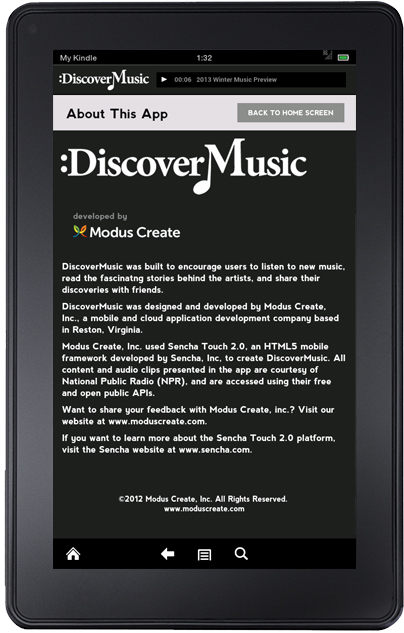 My Kindle
1:32
:DiscoverMusic
00:06 2013 Winter Music Preview
About This App
BACK TO HOME SCREEN
:DiscoverMusic
developed by
Modus Create
DiscoverMusic was built to encourage users to listen to new music,
read the fascinatng stories behind the artists, and share their
discoveries with friends.
DiscoverMusic was designed and developed by Modus Create,
Inc., a mobile and cloud application development company based
in Reston, Virginia.
Modus Create, Inc. used Sencha Touch 2.0, an HTML5 mobile
framework developed by Sencha, Inc, to create DiscoverMusic. All
content and audio clips presented in the app are courtesy of
National Public Radio (NPR), and are accessed using their free
and open public APIs.
Want to share your feedback with Modus Create, inc.? Visit our
website at www.moduscreate.com.
If you want to learn more about the Sencha Touch 2.0 platform,
visit the Sencha website at www.sencha.com.
©2012 Modus Create, Inc. All Rights Reserved.
www.moduscreate.com